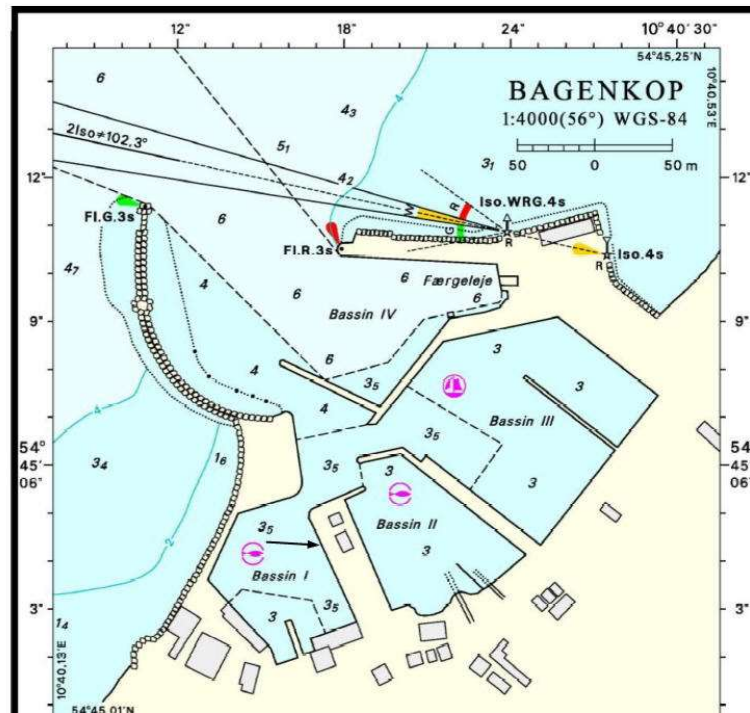 12" 18" 24" 10°40'30"
54°45,25'N
10°40,53'E
BAGENKOP
1:4000(56°) WGS-84
50 0 50 m
6
4₃
4
2Iso≠102,3°
5₁
4₂
3₁
12"
12"
W R
Iso.WRG.4s
Fl.G.3s
G
R
6
Fl.R.3s
Iso.4s
R
4₇
4
6
6
Færgeleje
6
Bassin IV
9"
9"
6
3
4
3₅
3
4
4
Bassin III
3₅
54°
45'
06"
3₄
1₆
3₅
3
3
54°
45'
06"
3₅
Bassin II
3
Bassin I
3₅
2
3
3"
3"
1₄
10°40,13'E
54°45,01'N